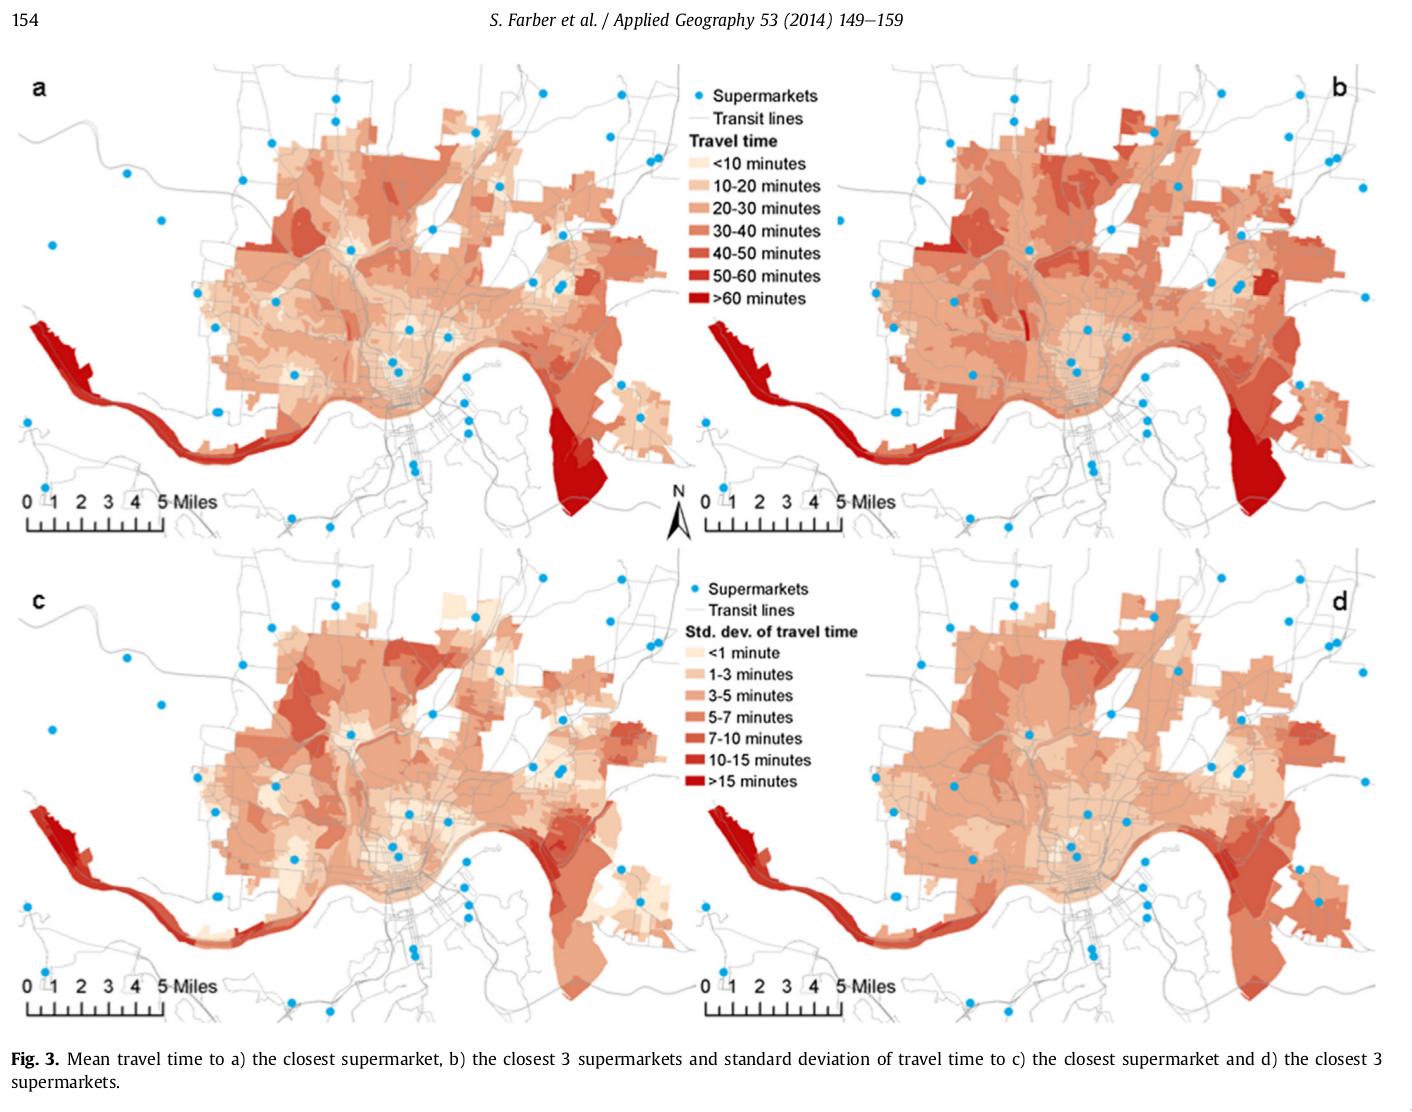 154
S. Farber et al. / Applied Geography 53 (2014) 149–159
a
b
Supermarkets
Transit lines
Travel time
<10 minutes
10-20 minutes
20-30 minutes
30-40 minutes
40-50 minutes
50-60 minutes
>60 minutes
N
0 1 2 3 4 5 Miles
0 1 2 3 4 5 Miles
c
d
Supermarkets
Transit lines
Std. dev. of travel time
<1 minute
1-3 minutes
3-5 minutes
5-7 minutes
7-10 minutes
10-15 minutes
>15 minutes
0 1 2 3 4 5 Miles
0 1 2 3 4 5 Miles
Fig. 3. Mean travel time to a) the closest supermarket, b) the closest 3 supermarkets and standard deviation of travel time to c) the closest supermarket and d) the closest 3
supermarkets.